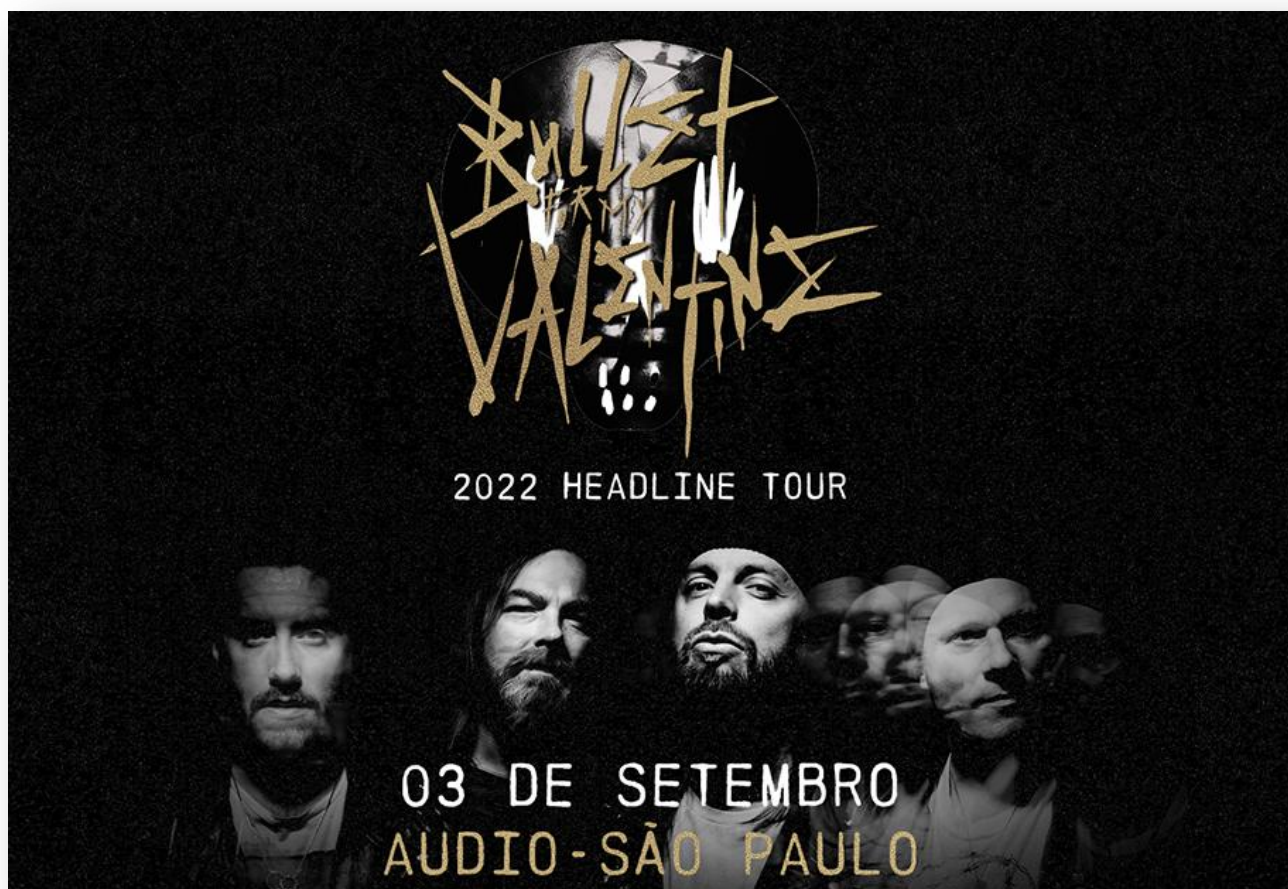 BullET
FOR MY
VALENTINE
2022 HEADLINE TOUR
03 DE SETEMBRO
AUDIO-SÃO PAULO